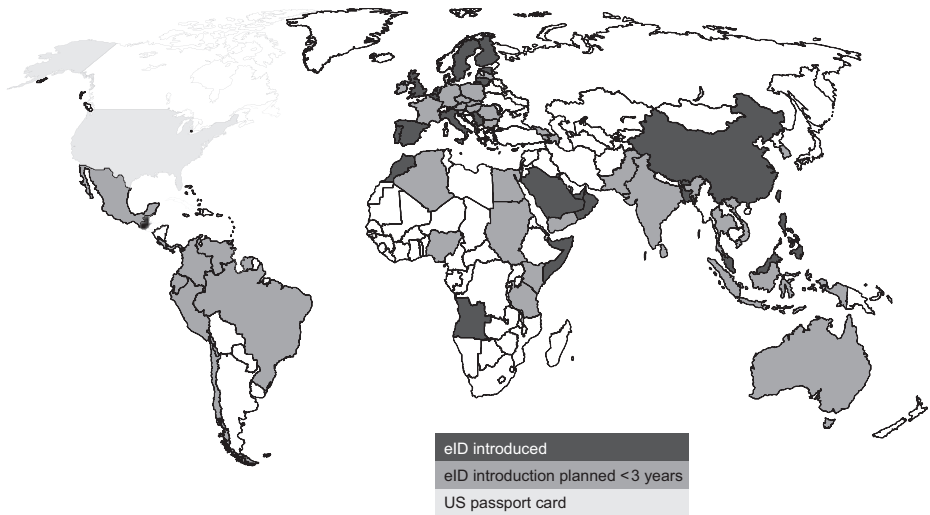 eID introduced
eID introduction planned <3 years
US passport card